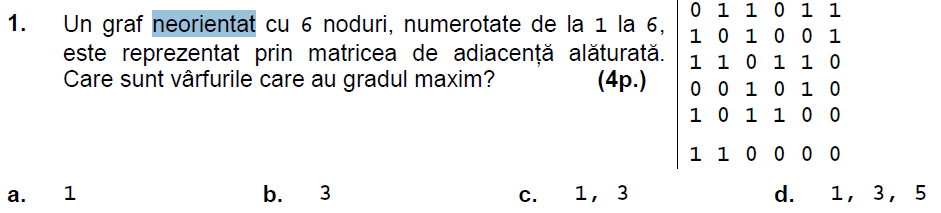 1. Un graf neorientat cu 6 noduri, numerotate de la 1 la 6,
este reprezentat prin matricea de adiacență alăturată.
Care sunt vârfurile care au gradul maxim? (4p.)
0 1 1 0 1 1
1 0 1 0 0 1
1 1 0 1 1 0
0 0 1 0 1 0
1 0 1 1 0 0
1 1 0 0 0 0
a. 1 b. 3 c. 1, 3 d. 1, 3, 5